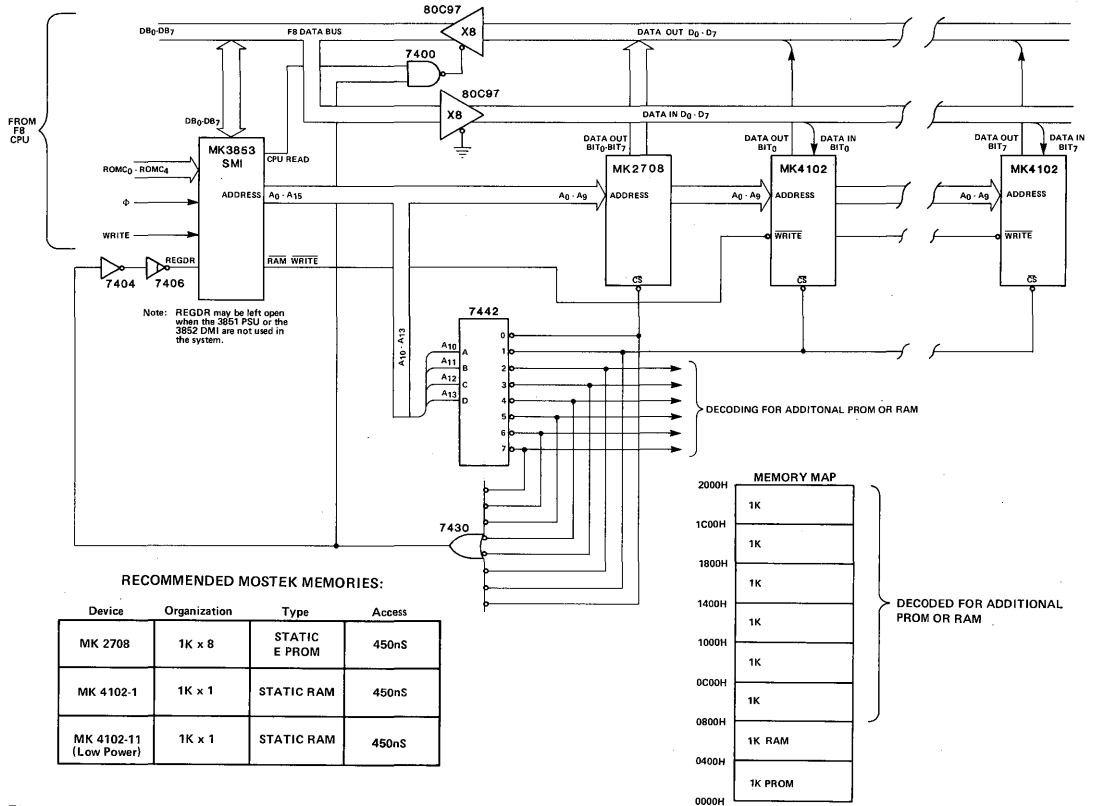 80C97
DB0-DB7
F8 DATA BUS
X8
DATA OUT D0 - D7
7400
80C97
X8
DATA IN D0 - D7
FROM
F8
CPU
DB0-DB7
MK3853
SMI
CPU READ
ROMC0 - ROMC4
ADDRESS
A0 - A15
Φ
WRITE
REGDR
RAM WRITE
7404
7406
Note: REGDR may be left open
when the 3851 PSU or the
3852 DMI are not used in
the system.
DATA OUT
BIT0-BIT7
MK2708
A0 - A9
ADDRESS
CS
DATA OUT
BIT0
DATA IN
BIT0
MK4102
A0 - A9
ADDRESS
WRITE
CS
DATA OUT
BIT7
DATA IN
BIT7
MK4102
A0 - A9
ADDRESS
WRITE
CS
A10 - A13
7442
A10 A
A11 B
A12 C
A13 D
0
1
2
3
4
5
6
7
DECODING FOR ADDITONAL PROM OR RAM
7430
MEMORY MAP
2000H
1K
1C00H
1K
1800H
1K
1400H
1K
1000H
1K
0C00H
1K
0800H
1K RAM
0400H
1K PROM
0000H
DECODED FOR ADDITIONAL
PROM OR RAM
RECOMMENDED MOSTEK MEMORIES:
Device Organization Type Access
MK 2708 1K x 8 STATIC E PROM 450nS
MK 4102-1 1K x 1 STATIC RAM 450nS
MK 4102-11 (Low Power) 1K x 1 STATIC RAM 450nS